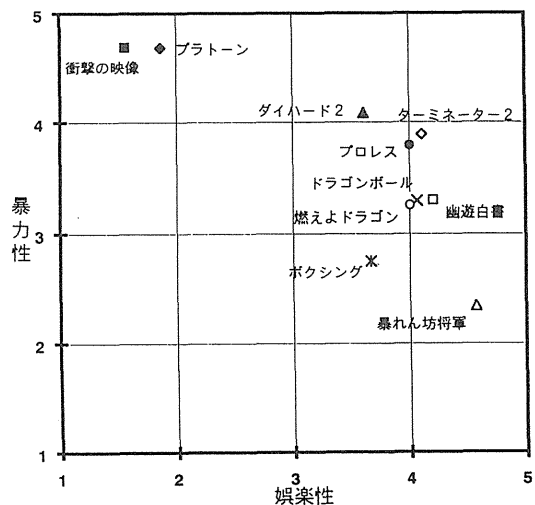 5
プラトーン
衝撃の映像
ダイハード2
ターミネーター2
4
プロレス
ドラゴンボール
幽遊白書
燃えよドラゴン
暴力性
3
ボクシング
暴れん坊将軍
2
1
1
2
3
4
5
娯楽性